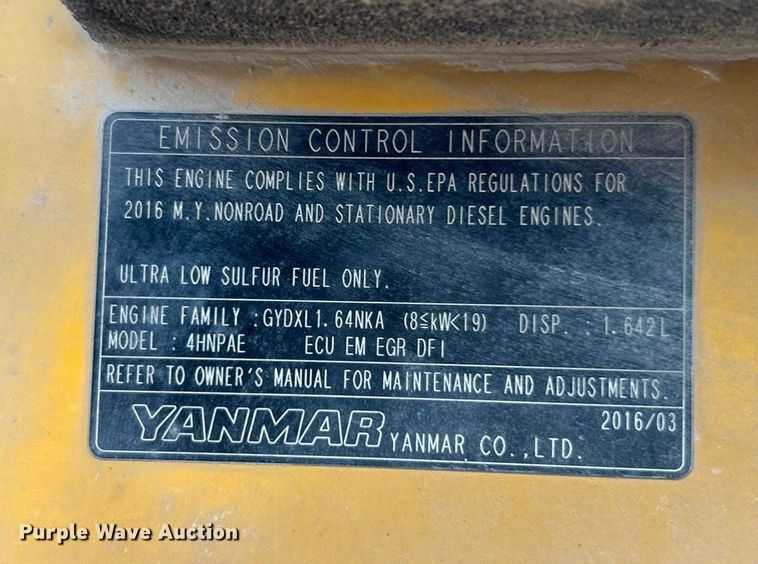 EMISSION CONTROL INFORMATION
THIS ENGINE COMPLIES WITH U.S.EPA REGULATIONS FOR
2016 M.Y.NONROAD AND STATIONARY DIESEL ENGINES.
ULTRA LOW SULFUR FUEL ONLY.
ENGINE FAMILY :GYDXL1.64NKA (8≦kW<19) DISP. :1.642L
MODEL : 4HNPAE ECU EM EGR DFI
REFER TO OWNER'S MANUAL FOR MAINTENANCE AND ADJUSTMENTS.
2016/03
YANMAR YANMAR CO.,LTD.
Purple Wave Auction